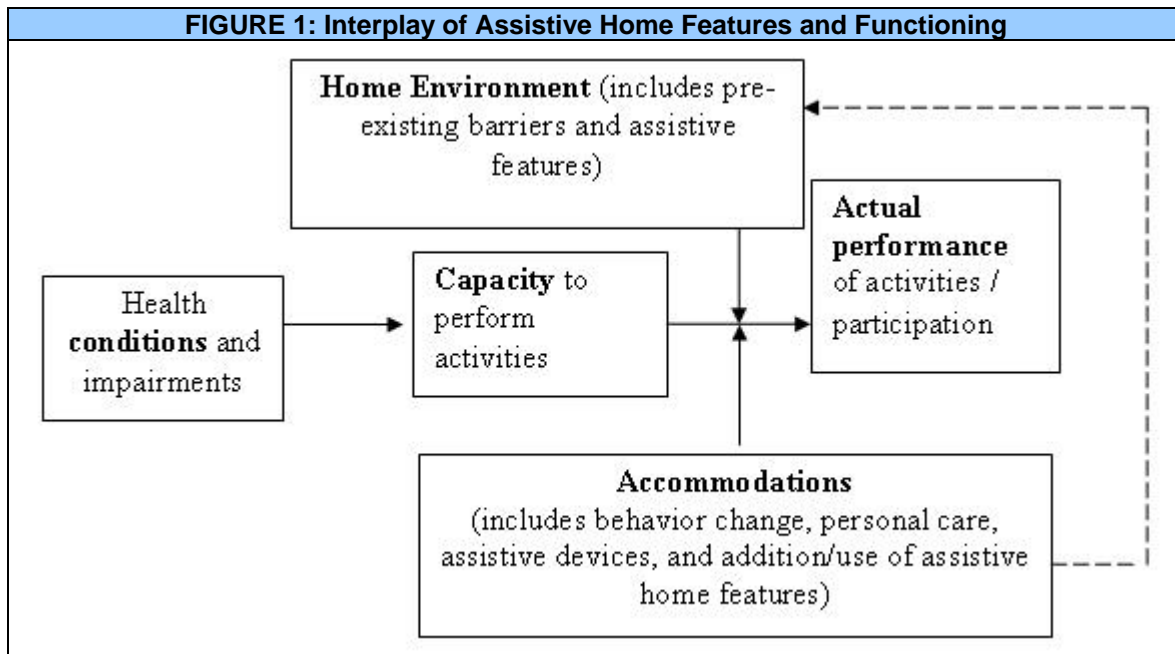 FIGURE 1: Interplay of Assistive Home Features and Functioning
Home Environment (includes pre-
existing barriers and assistive
features)
Actual
performance
of activities /
participation
Capacity to
perform
activities
Health
conditions and
impairments
Accommodations
(includes behavior change, personal care,
assistive devices, and addition/use of assistive
home features)